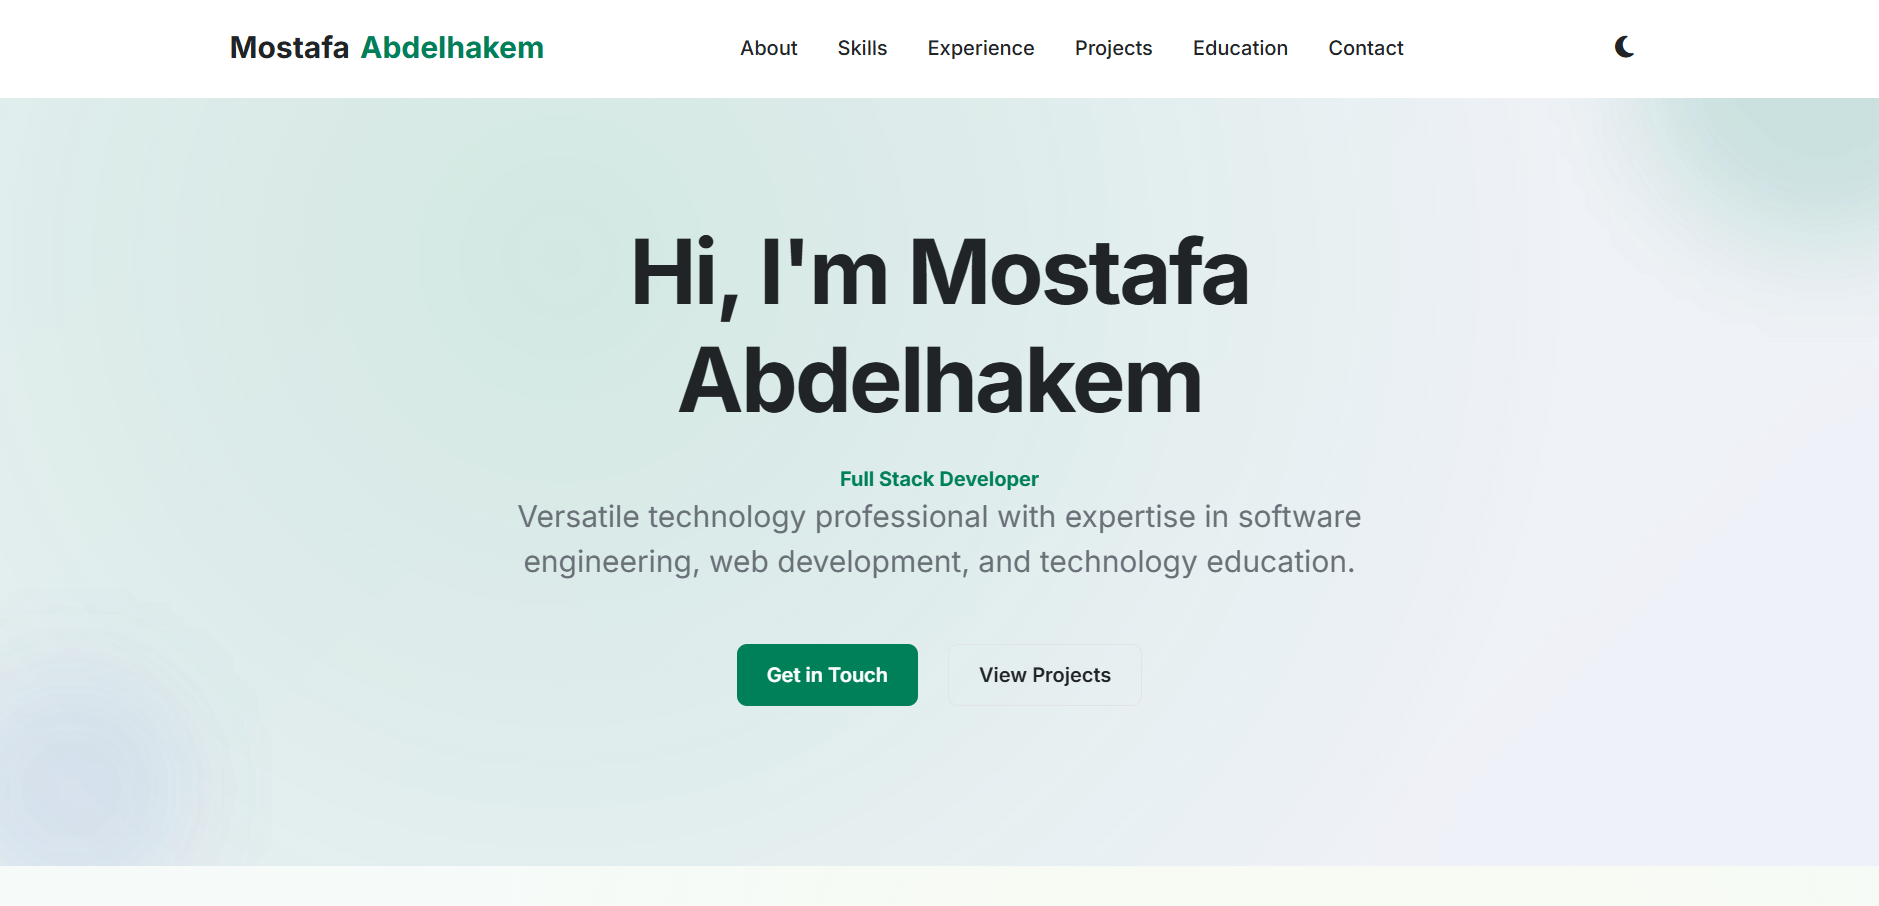 Mostafa Abdelhakem
About Skills Experience Projects Education Contact
Hi, I'm Mostafa
Abdelhakem
Full Stack Developer
Versatile technology professional with expertise in software
engineering, web development, and technology education.
Get in Touch
View Projects